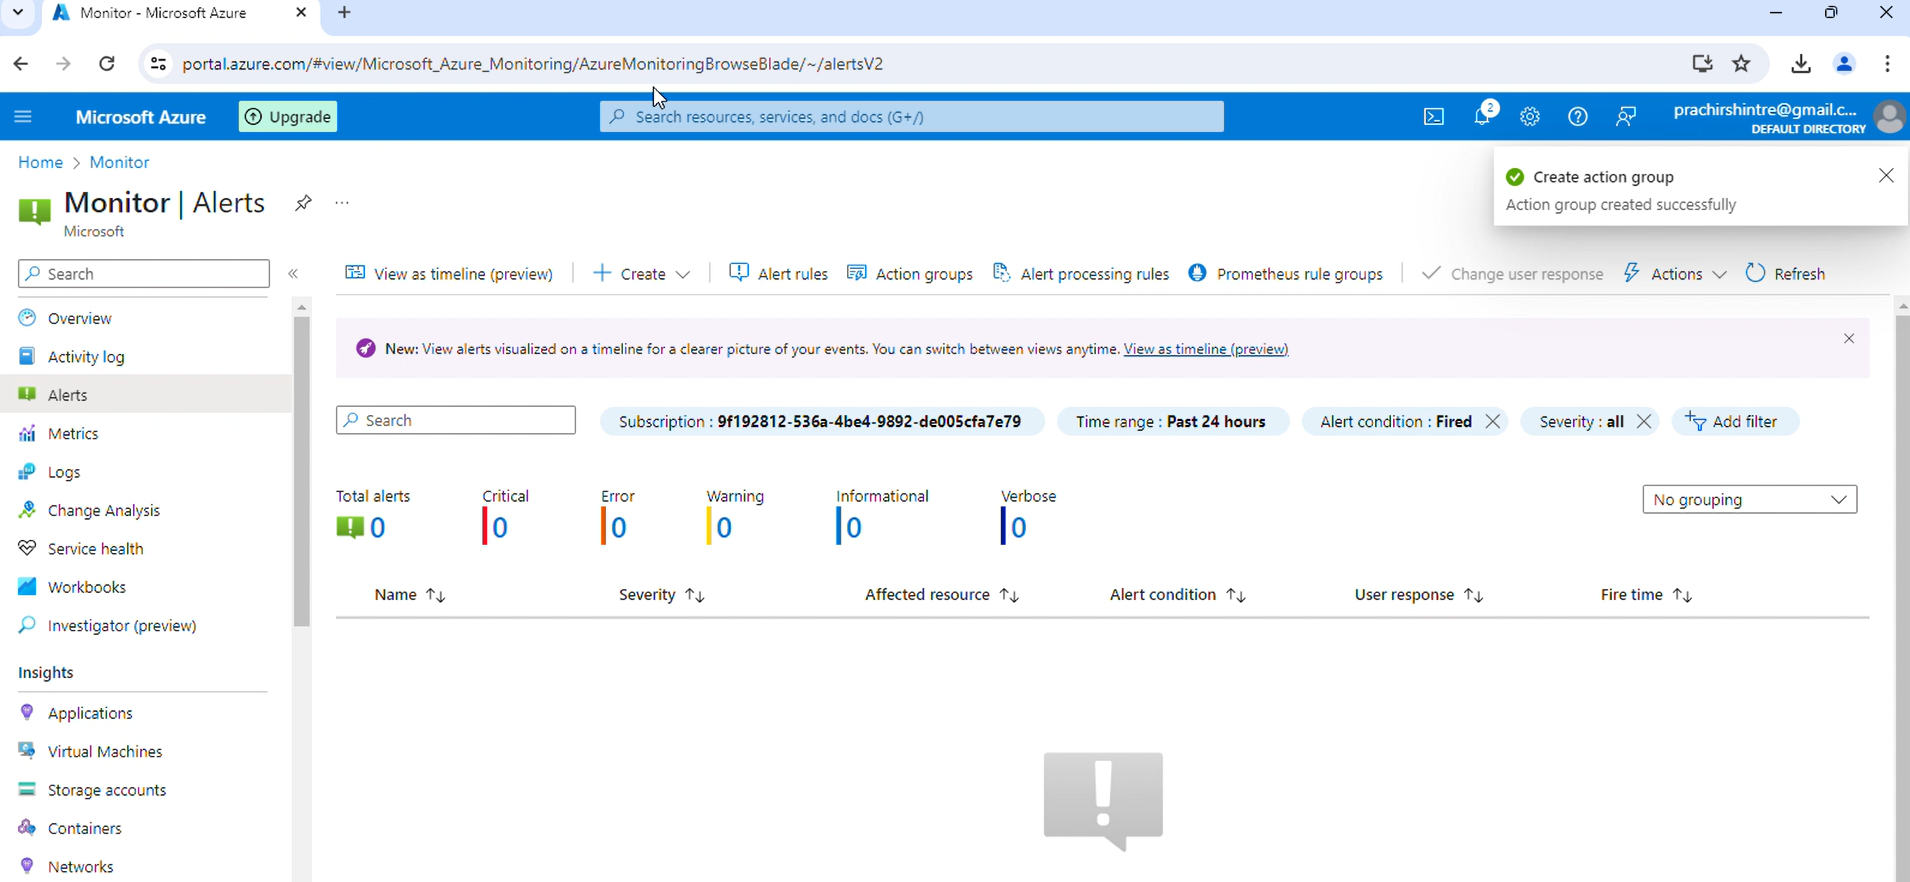 Monitor - Microsoft Azure
portal.azure.com/#view/Microsoft_Azure_Monitoring/AzureMonitoringBrowseBlade/~/alertsV2
Microsoft Azure Upgrade Search resources, services, and docs (G+/) 2 prachirshintre@gmail.c...
DEFAULT DIRECTORY
Home > Monitor
Create action group
Action group created successfully
Monitor | Alerts ...
Microsoft
Search « View as timeline (preview) Create Alert rules Action groups Alert processing rules Prometheus rule groups Change user response Actions Refresh
Overview
Activity log
Alerts
Metrics
Logs
Change Analysis
Service health
Workbooks
Investigator (preview)
Insights
Applications
Virtual Machines
Storage accounts
Containers
Networks
New: View alerts visualized on a timeline for a clearer picture of your events. You can switch between views anytime. View as timeline (preview)
Search Subscription : 9f192812-536a-4be4-9892-de005cfa7e79 Time range : Past 24 hours Alert condition : Fired Severity : all Add filter
Total alerts Critical Error Warning Informational Verbose
0 0 0 0 0 0
No grouping
Name ↑↓ Severity ↑↓ Affected resource ↑↓ Alert condition ↑↓ User response ↑↓ Fire time ↑↓